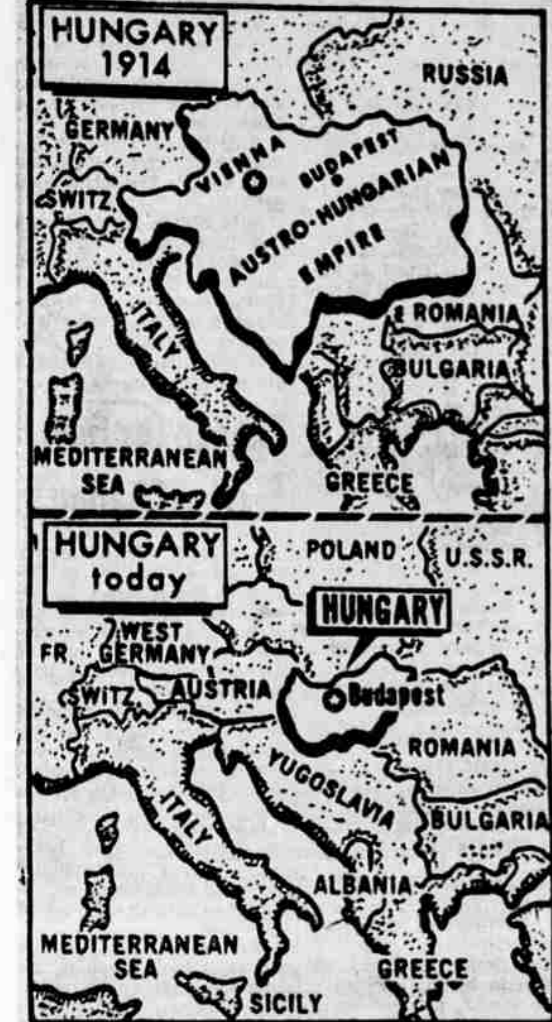 HUNGARY
1914
RUSSIA
GERMANY
VIENNA
BUDAPEST
SWITZ.
AUSTRO-HUNGARIAN
EMPIRE
ITALY
ROMANIA
BULGARIA
MEDITERRANEAN
SEA
GREECE
HUNGARY
today
POLAND
U.S.S.R.
HUNGARY
FR.
WEST
GERMANY
SWITZ.
AUSTRIA
Budapest
ROMANIA
YUGOSLAVIA
ITALY
BULGARIA
ALBANIA
MEDITERRANEAN
SEA
GREECE
SICILY